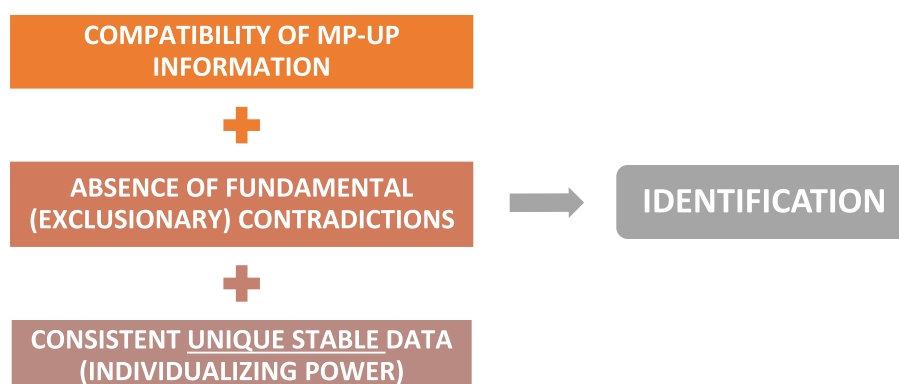 COMPATIBILITY OF MP-UP
INFORMATION
ABSENCE OF FUNDAMENTAL
(EXCLUSIONARY) CONTRADICTIONS
IDENTIFICATION
CONSISTENT UNIQUE STABLE DATA
(INDIVIDUALIZING POWER)